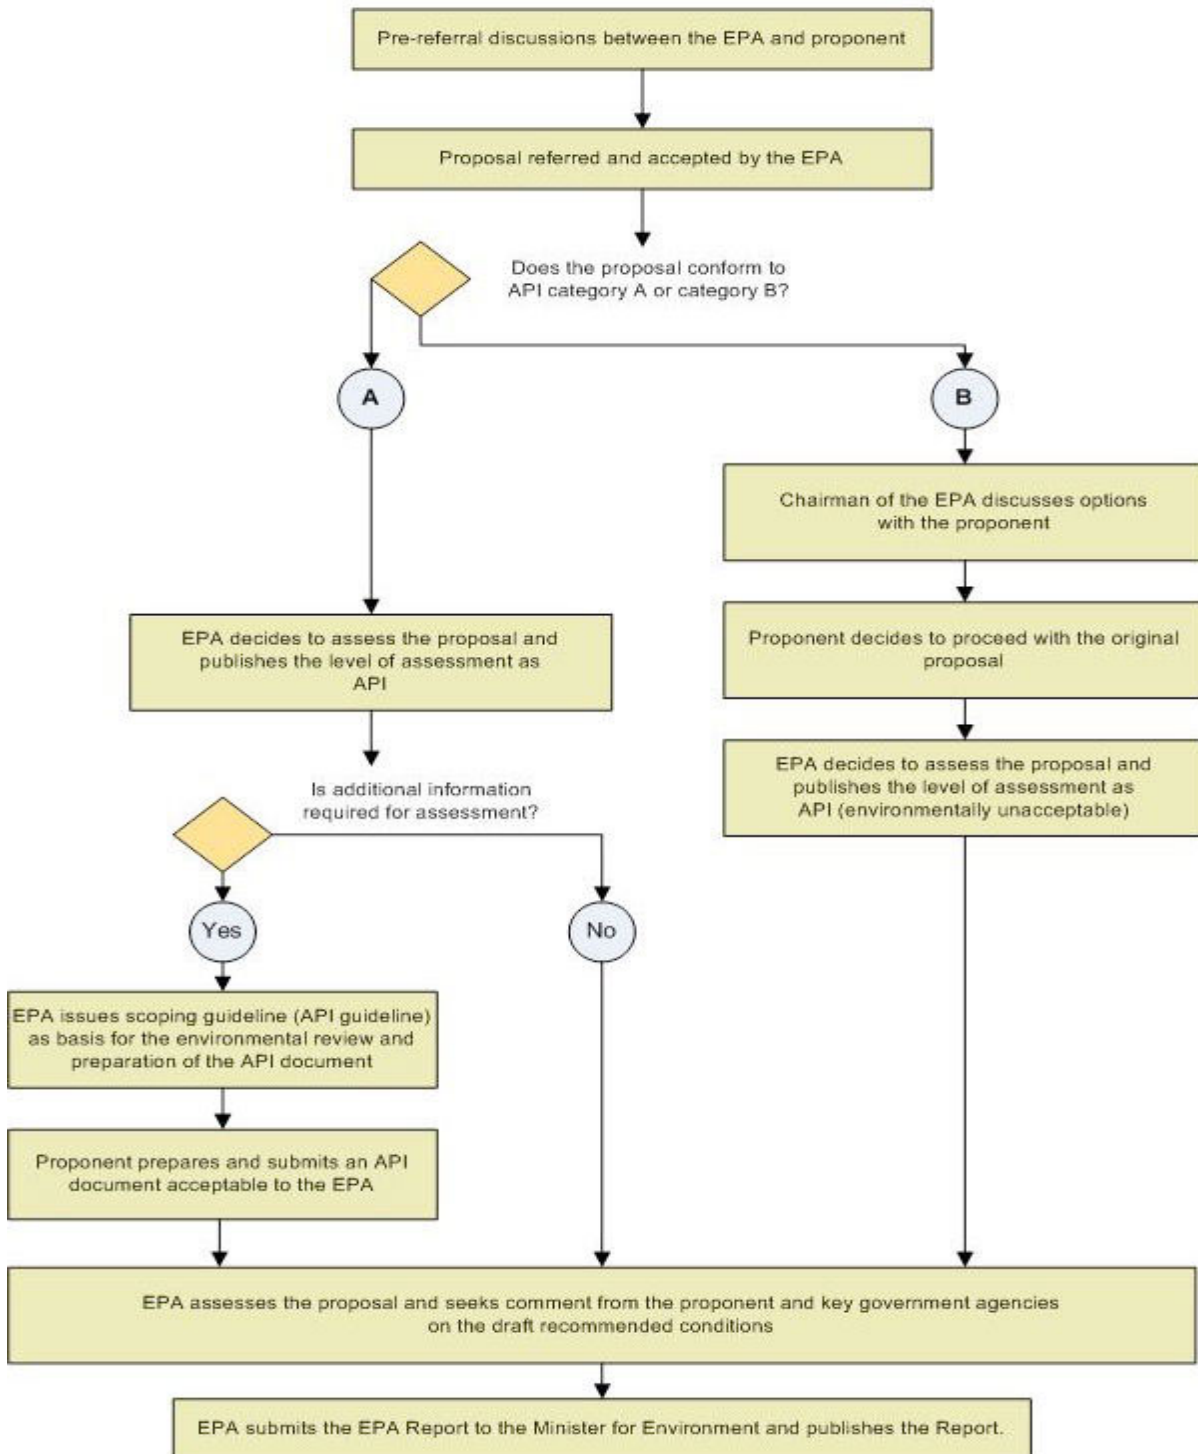 Pre-referral discussions between the EPA and proponent
Proposal referred and accepted by the EPA
Does the proposal conform to
API category A or category B?
A
B
Chairman of the EPA discusses options
with the proponent
Proponent decides to proceed with the original
proposal
EPA decides to assess the proposal and
publishes the level of assessment as
API (environmentally unacceptable)
EPA decides to assess the proposal and
publishes the level of assessment as
API
Is additional information
required for assessment?
Yes
No
EPA issues scoping guideline (API guideline)
as basis for the environmental review and
preparation of the API document
Proponent prepares and submits an API
document acceptable to the EPA
EPA assesses the proposal and seeks comment from the proponent and key government agencies
on the draft recommended conditions
EPA submits the EPA Report to the Minister for Environment and publishes the Report.